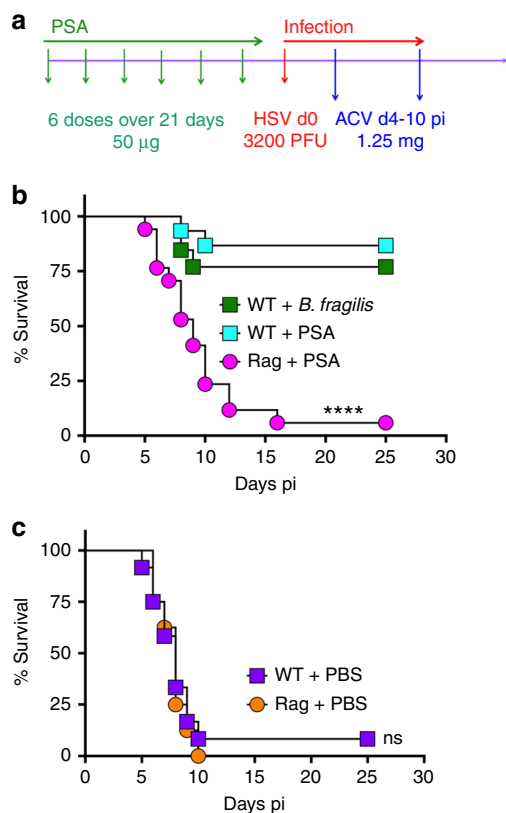 a
PSA
Infection
6 doses over 21 days
50 μg
HSV d0
3200 PFU
ACV d4-10 pi
1.25 mg
b
100
75
50
25
0
% Survival
WT + B. fragilis
WT + PSA
Rag + PSA
****
0 5 10 15 20 25 30
Days pi
c
100
75
50
25
0
% Survival
WT + PBS
Rag + PBS
ns
0 5 10 15 20 25 30
Days pi